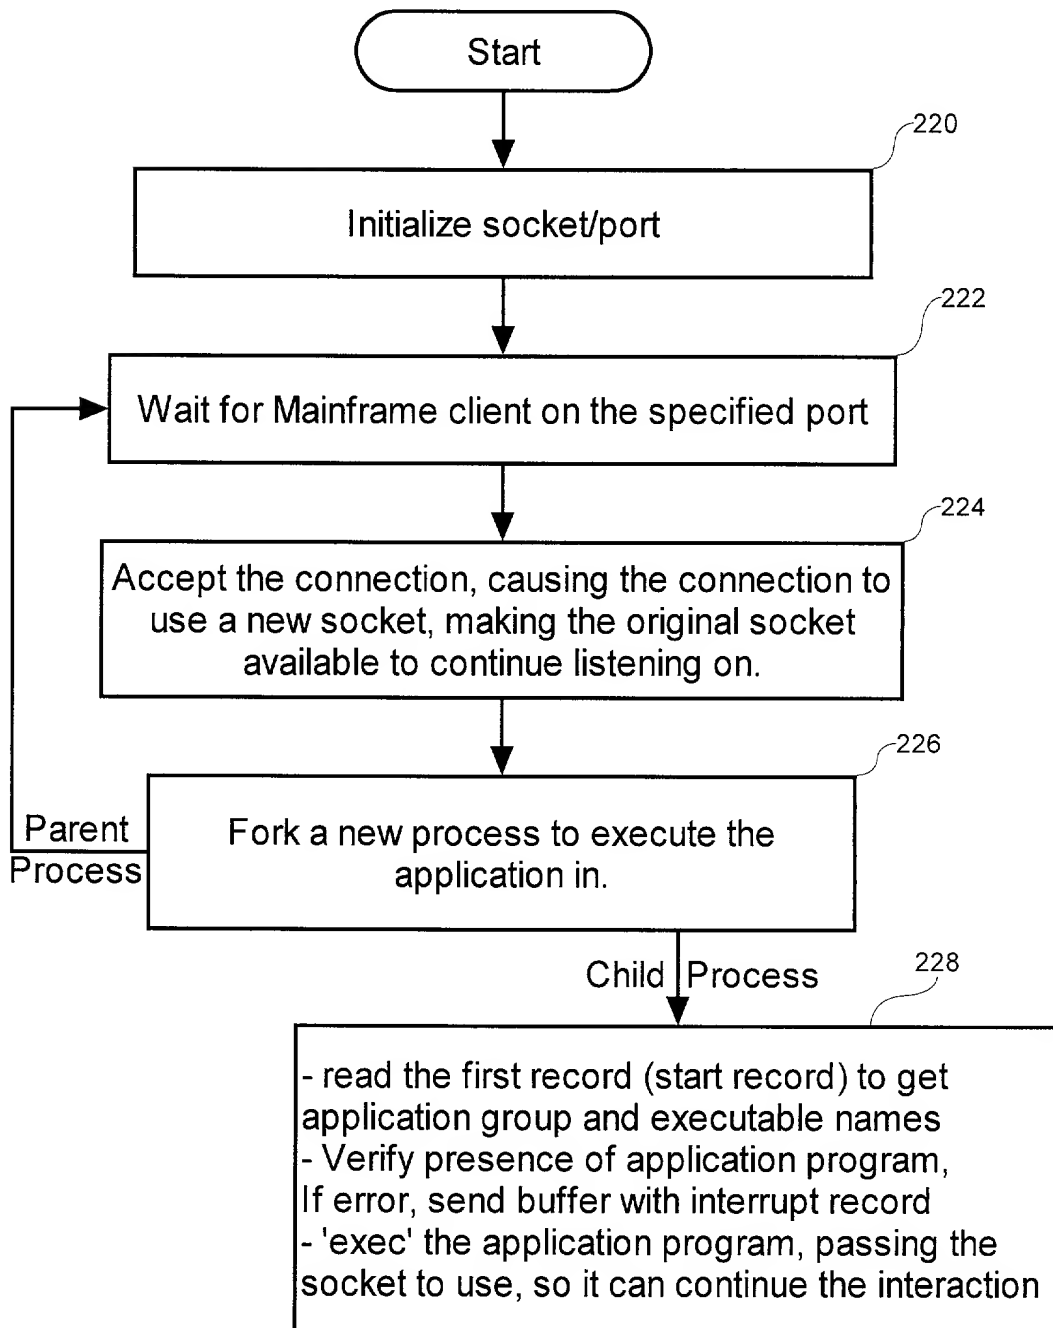 Start
220
Initialize socket/port
222
Wait for Mainframe client on the specified port
224
Accept the connection, causing the connection to
use a new socket, making the original socket
available to continue listening on.
226
Fork a new process to execute the
application in.
Parent
Process
Child Process
228
- read the first record (start record) to get
application group and executable names
- Verify presence of application program,
If error, send buffer with interrupt record
- 'exec' the application program, passing the
socket to use, so it can continue the interaction